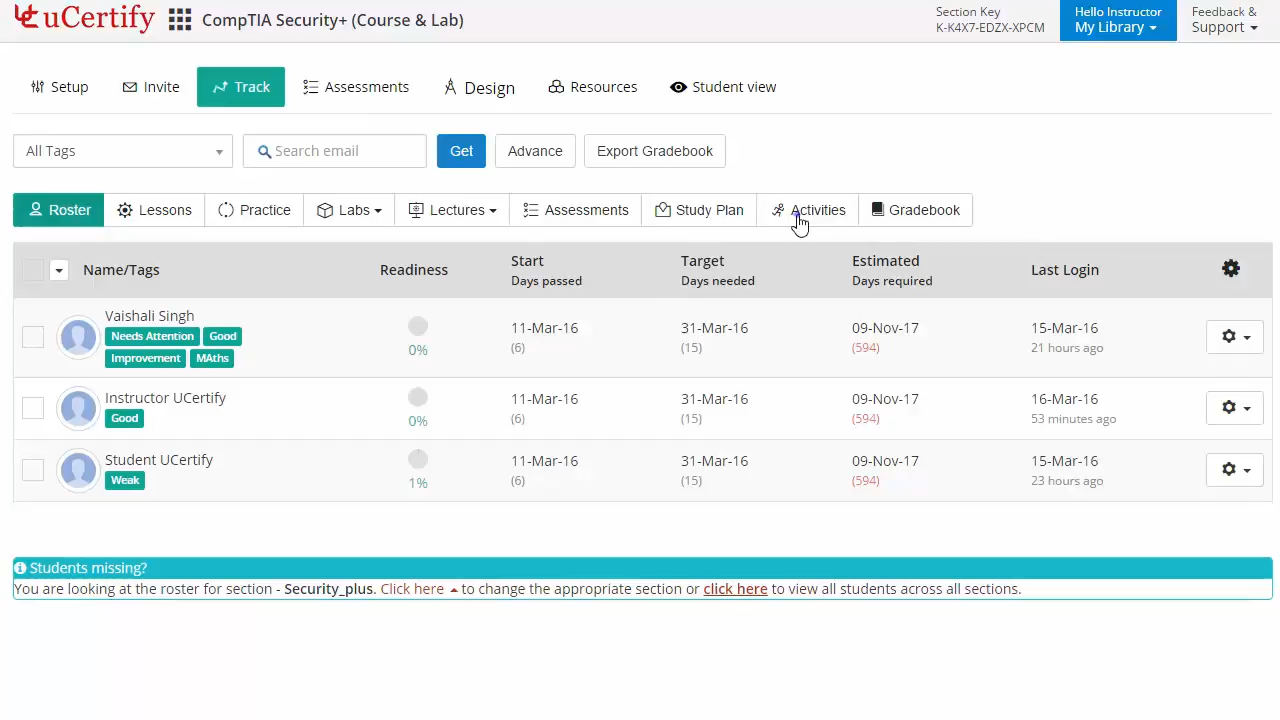 uCertify
CompTIA Security+ (Course & Lab)
Section Key
K-K4X7-EDZX-XPCM
Hello Instructor
My Library
Feedback &
Support
Setup
Invite
Track
Assessments
Design
Resources
Student view
All Tags
Search email
Get
Advance
Export Gradebook
Roster
Lessons
Practice
Labs
Lectures
Assessments
Study Plan
Activities
Gradebook
Name/Tags
Readiness
Start
Days passed
Target
Days needed
Estimated
Days required
Last Login
Vaishali Singh
Needs Attention
Good
Improvement
MAths
0%
11-Mar-16
(6)
31-Mar-16
(15)
09-Nov-17
(594)
15-Mar-16
21 hours ago
Instructor UCertify
Good
0%
11-Mar-16
(6)
31-Mar-16
(15)
09-Nov-17
(594)
16-Mar-16
53 minutes ago
Student UCertify
Weak
1%
11-Mar-16
(6)
31-Mar-16
(15)
09-Nov-17
(594)
15-Mar-16
23 hours ago
Students missing?
You are looking at the roster for section - Security_plus. Click here to change the appropriate section or click here to view all students across all sections.